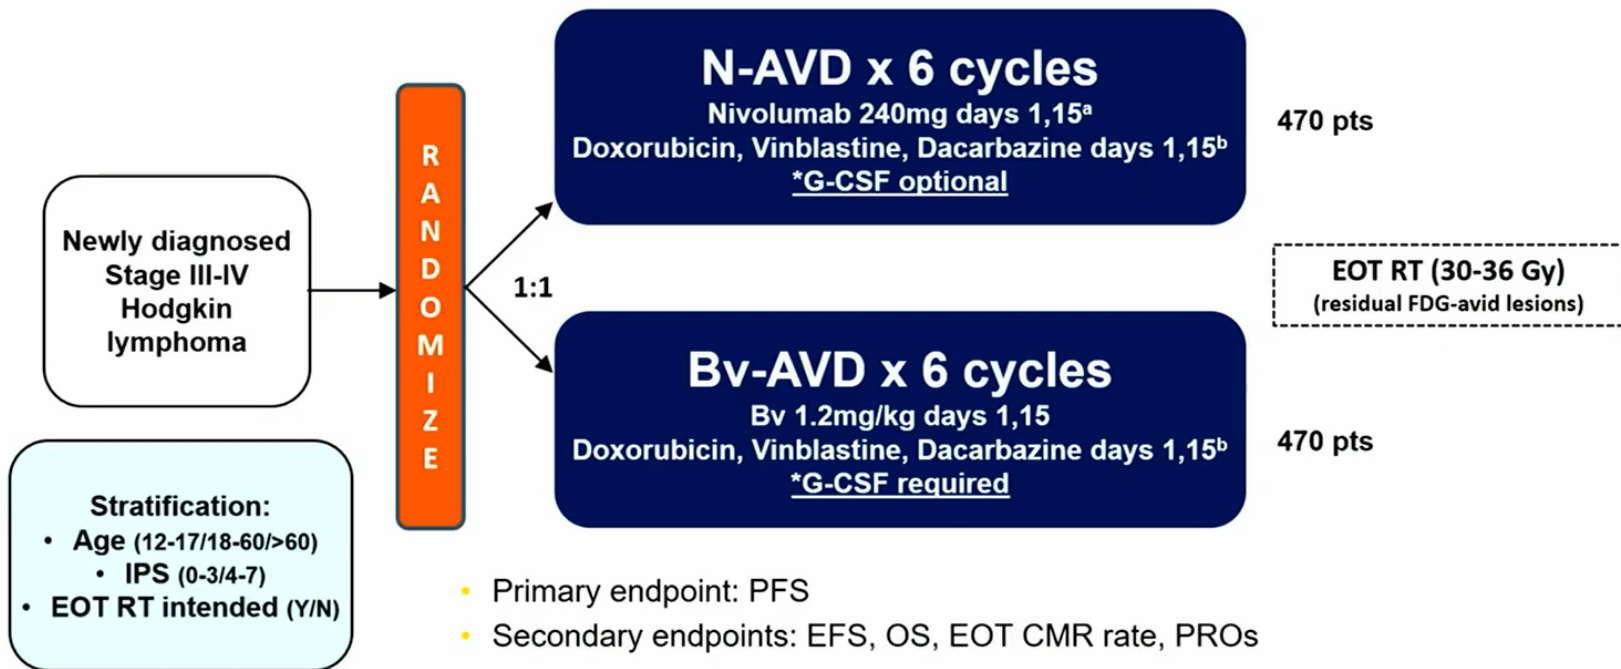 Newly diagnosed
Stage III-IV
Hodgkin
lymphoma
Stratification:
• Age (12-17/18-60/>60)
• IPS (0-3/4-7)
• EOT RT intended (Y/N)
R
A
N
D
O
M
I
Z
E
1:1
N-AVD x 6 cycles
Nivolumab 240mg days 1,15ᵃ
Doxorubicin, Vinblastine, Dacarbazine days 1,15ᵇ
*G-CSF optional
470 pts
Bv-AVD x 6 cycles
Bv 1.2mg/kg days 1,15
Doxorubicin, Vinblastine, Dacarbazine days 1,15ᵇ
*G-CSF required
470 pts
EOT RT (30-36 Gy)
(residual FDG-avid lesions)
• Primary endpoint: PFS
• Secondary endpoints: EFS, OS, EOT CMR rate, PROs